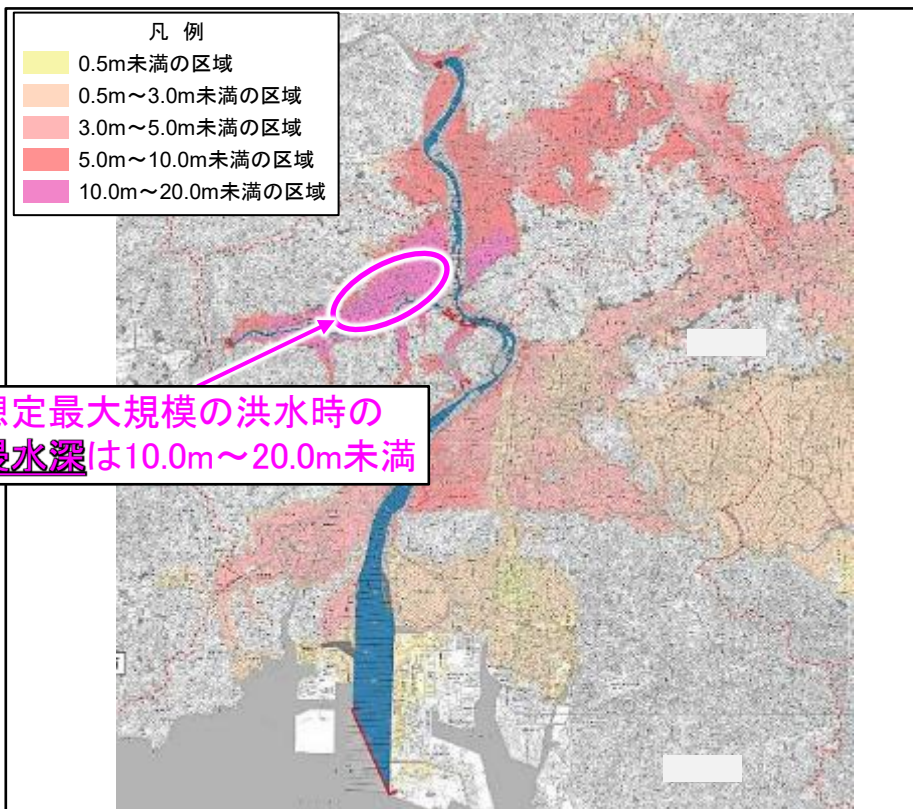 凡 例
0.5m未満の区域
0.5m～3.0m未満の区域
3.0m～5.0m未満の区域
5.0m～10.0m未満の区域
10.0m～20.0m未満の区域
想定最大規模の洪水時の
浸水深は10.0m～20.0m未満